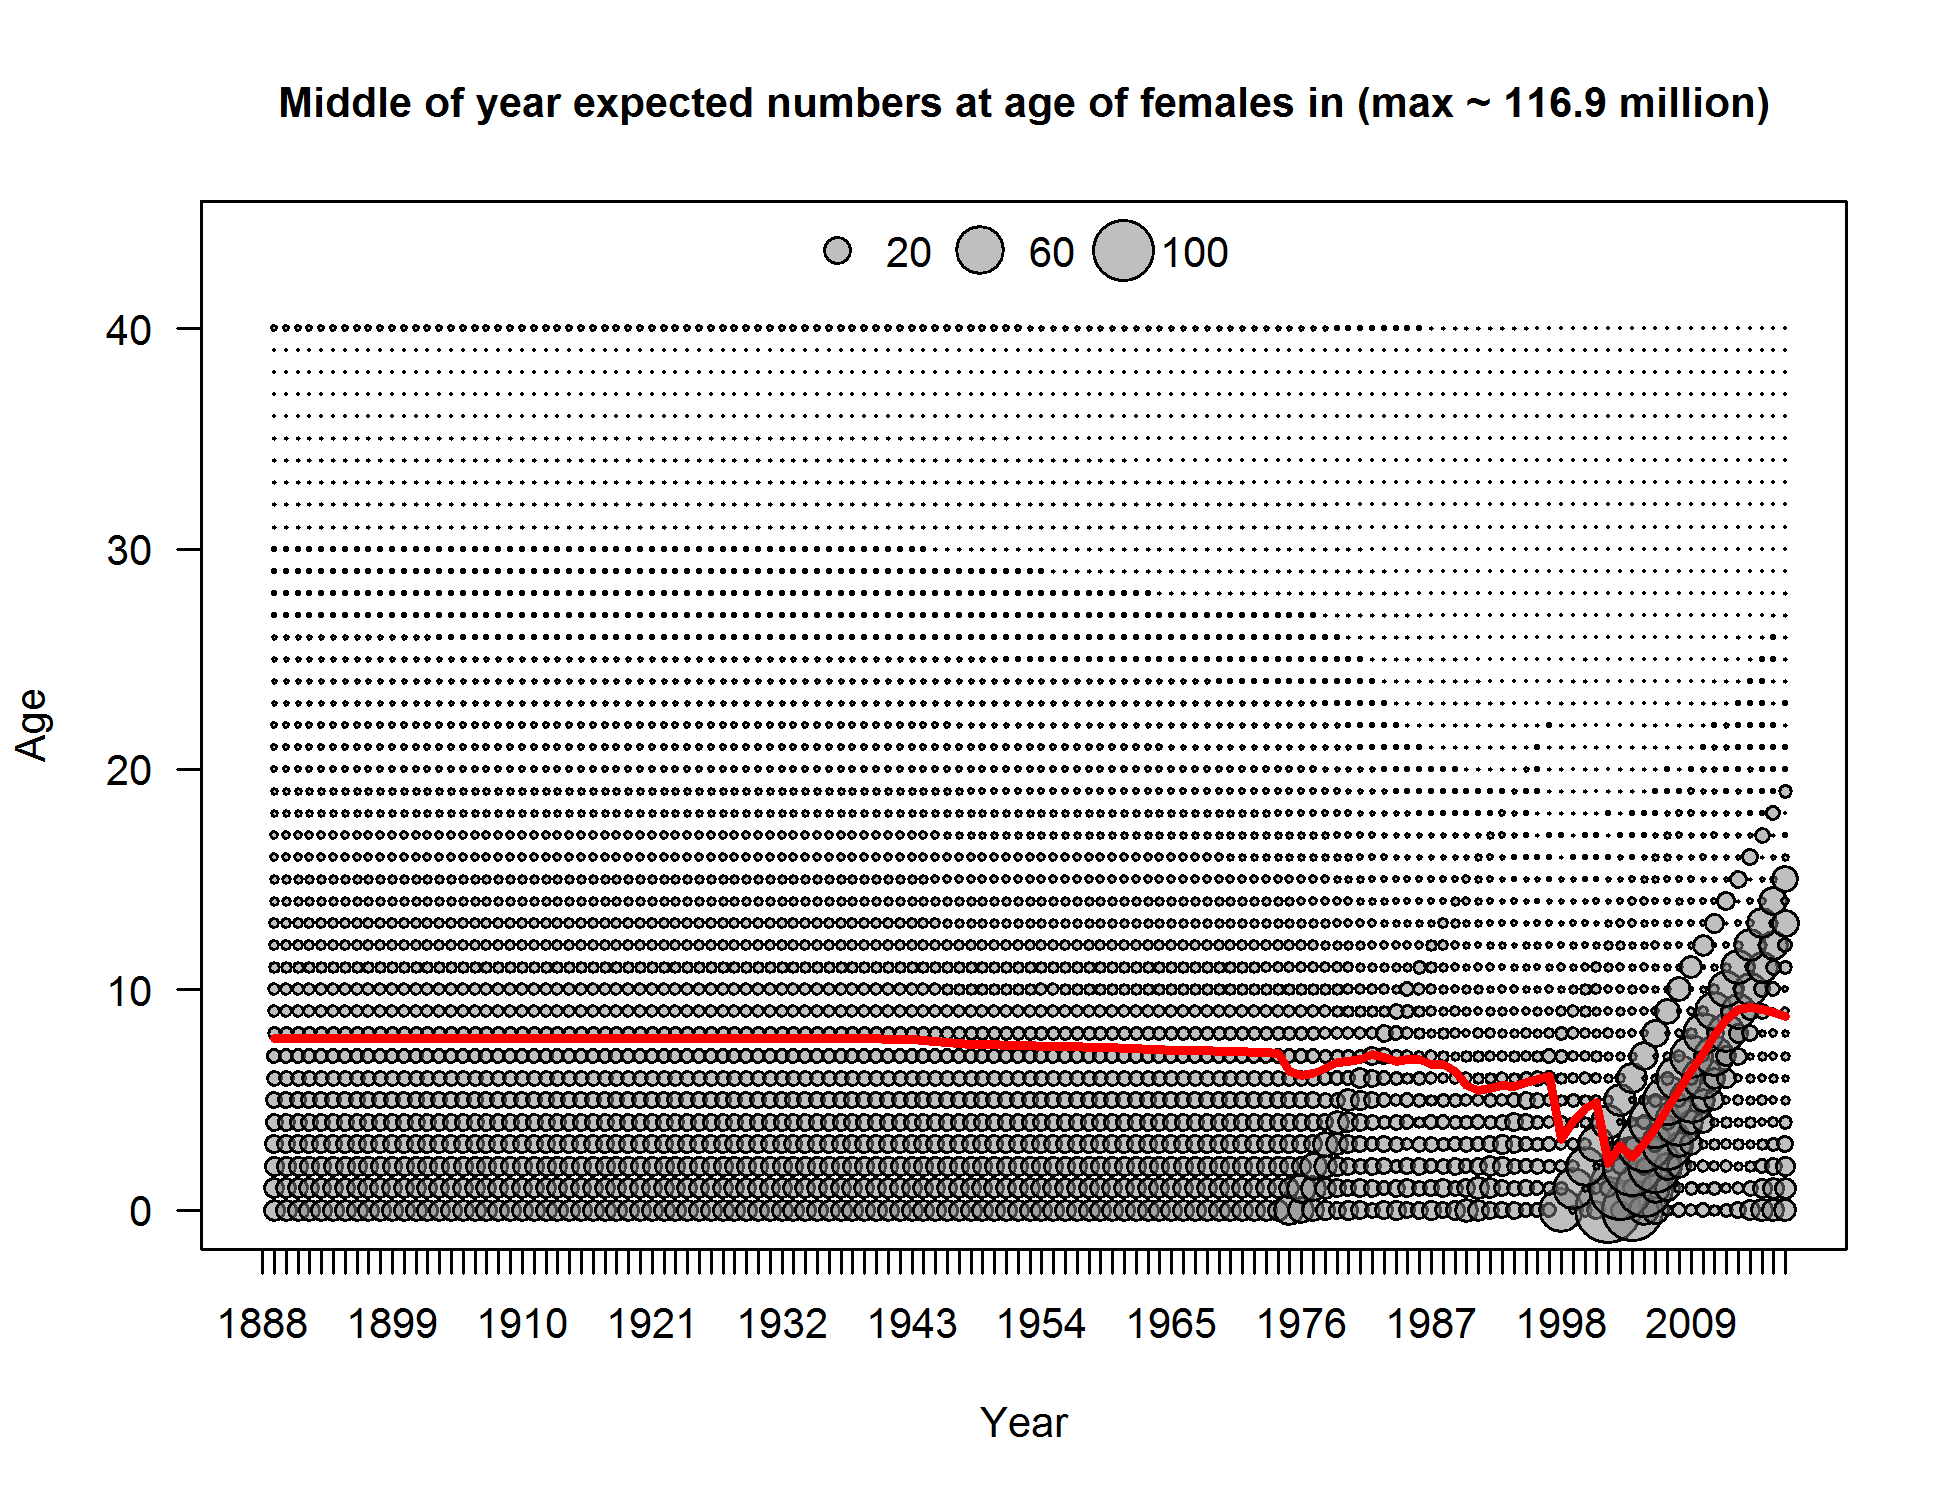 Middle of year expected numbers at age of females in (max ~ 116.9 million)
20 60 100
40
30
20
10
0
Age
1888 1899 1910 1921 1932 1943 1954 1965 1976 1987 1998 2009
Year